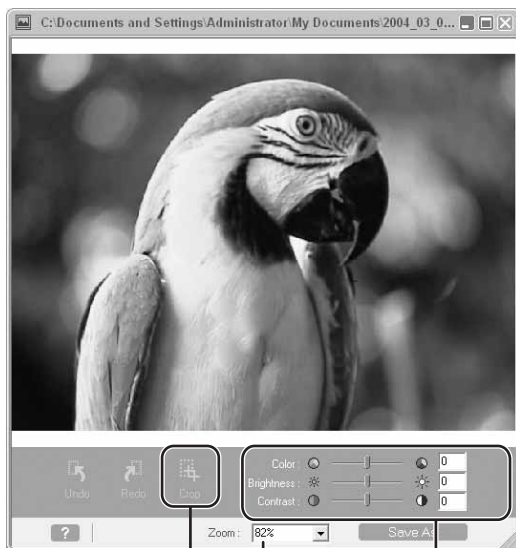 C:\Documents and Settings\Administrator\My Documents\2004_03_0...
Color :
0
Undo
Redo
Crop
Brightness :
0
Contrast :
0
?
Zoom :
82%
Save As